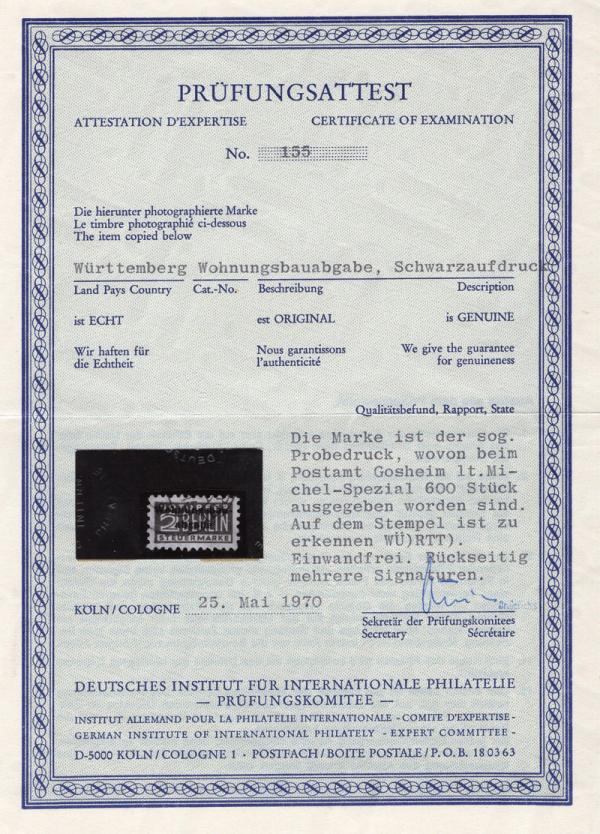 PRÜFUNGSATTEST
ATTESTATION D'EXPERTISE CERTIFICATE OF EXAMINATION
No. 155
Die hierunter photographierte Marke
Le timbre photographié ci-dessous
The item copied below
Württemberg Wohnungsbauabgabe, Schwarzaufdruck
Land Pays Country Cat.-No. Beschreibung Description
ist ECHT est ORIGINAL is GENUINE
Wir haften für Nous garantissons We give the guarantee
die Echtheit l'authenticité for genuineness
Qualitätsbefund, Rapport, State
Die Marke ist der sog.
Probedruck, wovon beim
Postamt Gosheim lt.Mi-
chel-Spezial 600 Stück
ausgegeben worden sind.
Auf dem Stempel ist zu
erkennen WÜ)RTT).
Einwandfrei. Rückseitig
mehrere Signaturen.
2 BERLIN
STEUERMARKE
KÖLN/COLOGNE 25. Mai 1970
Sekretär der Prüfungskomitees
Secretary Sécrétaire
DEUTSCHES INSTITUT FÜR INTERNATIONALE PHILATELIE
— PRÜFUNGSKOMITEE —
INSTITUT ALLEMAND POUR LA PHILATELIE INTERNATIONALE - COMITE D'EXPERTISE -
GERMAN INSTITUTE OF INTERNATIONAL PHILATELY - EXPERT COMMITTEE -
D-5000 KÖLN/COLOGNE 1 · POSTFACH/BOITE POSTALE/P.O.B. 180363